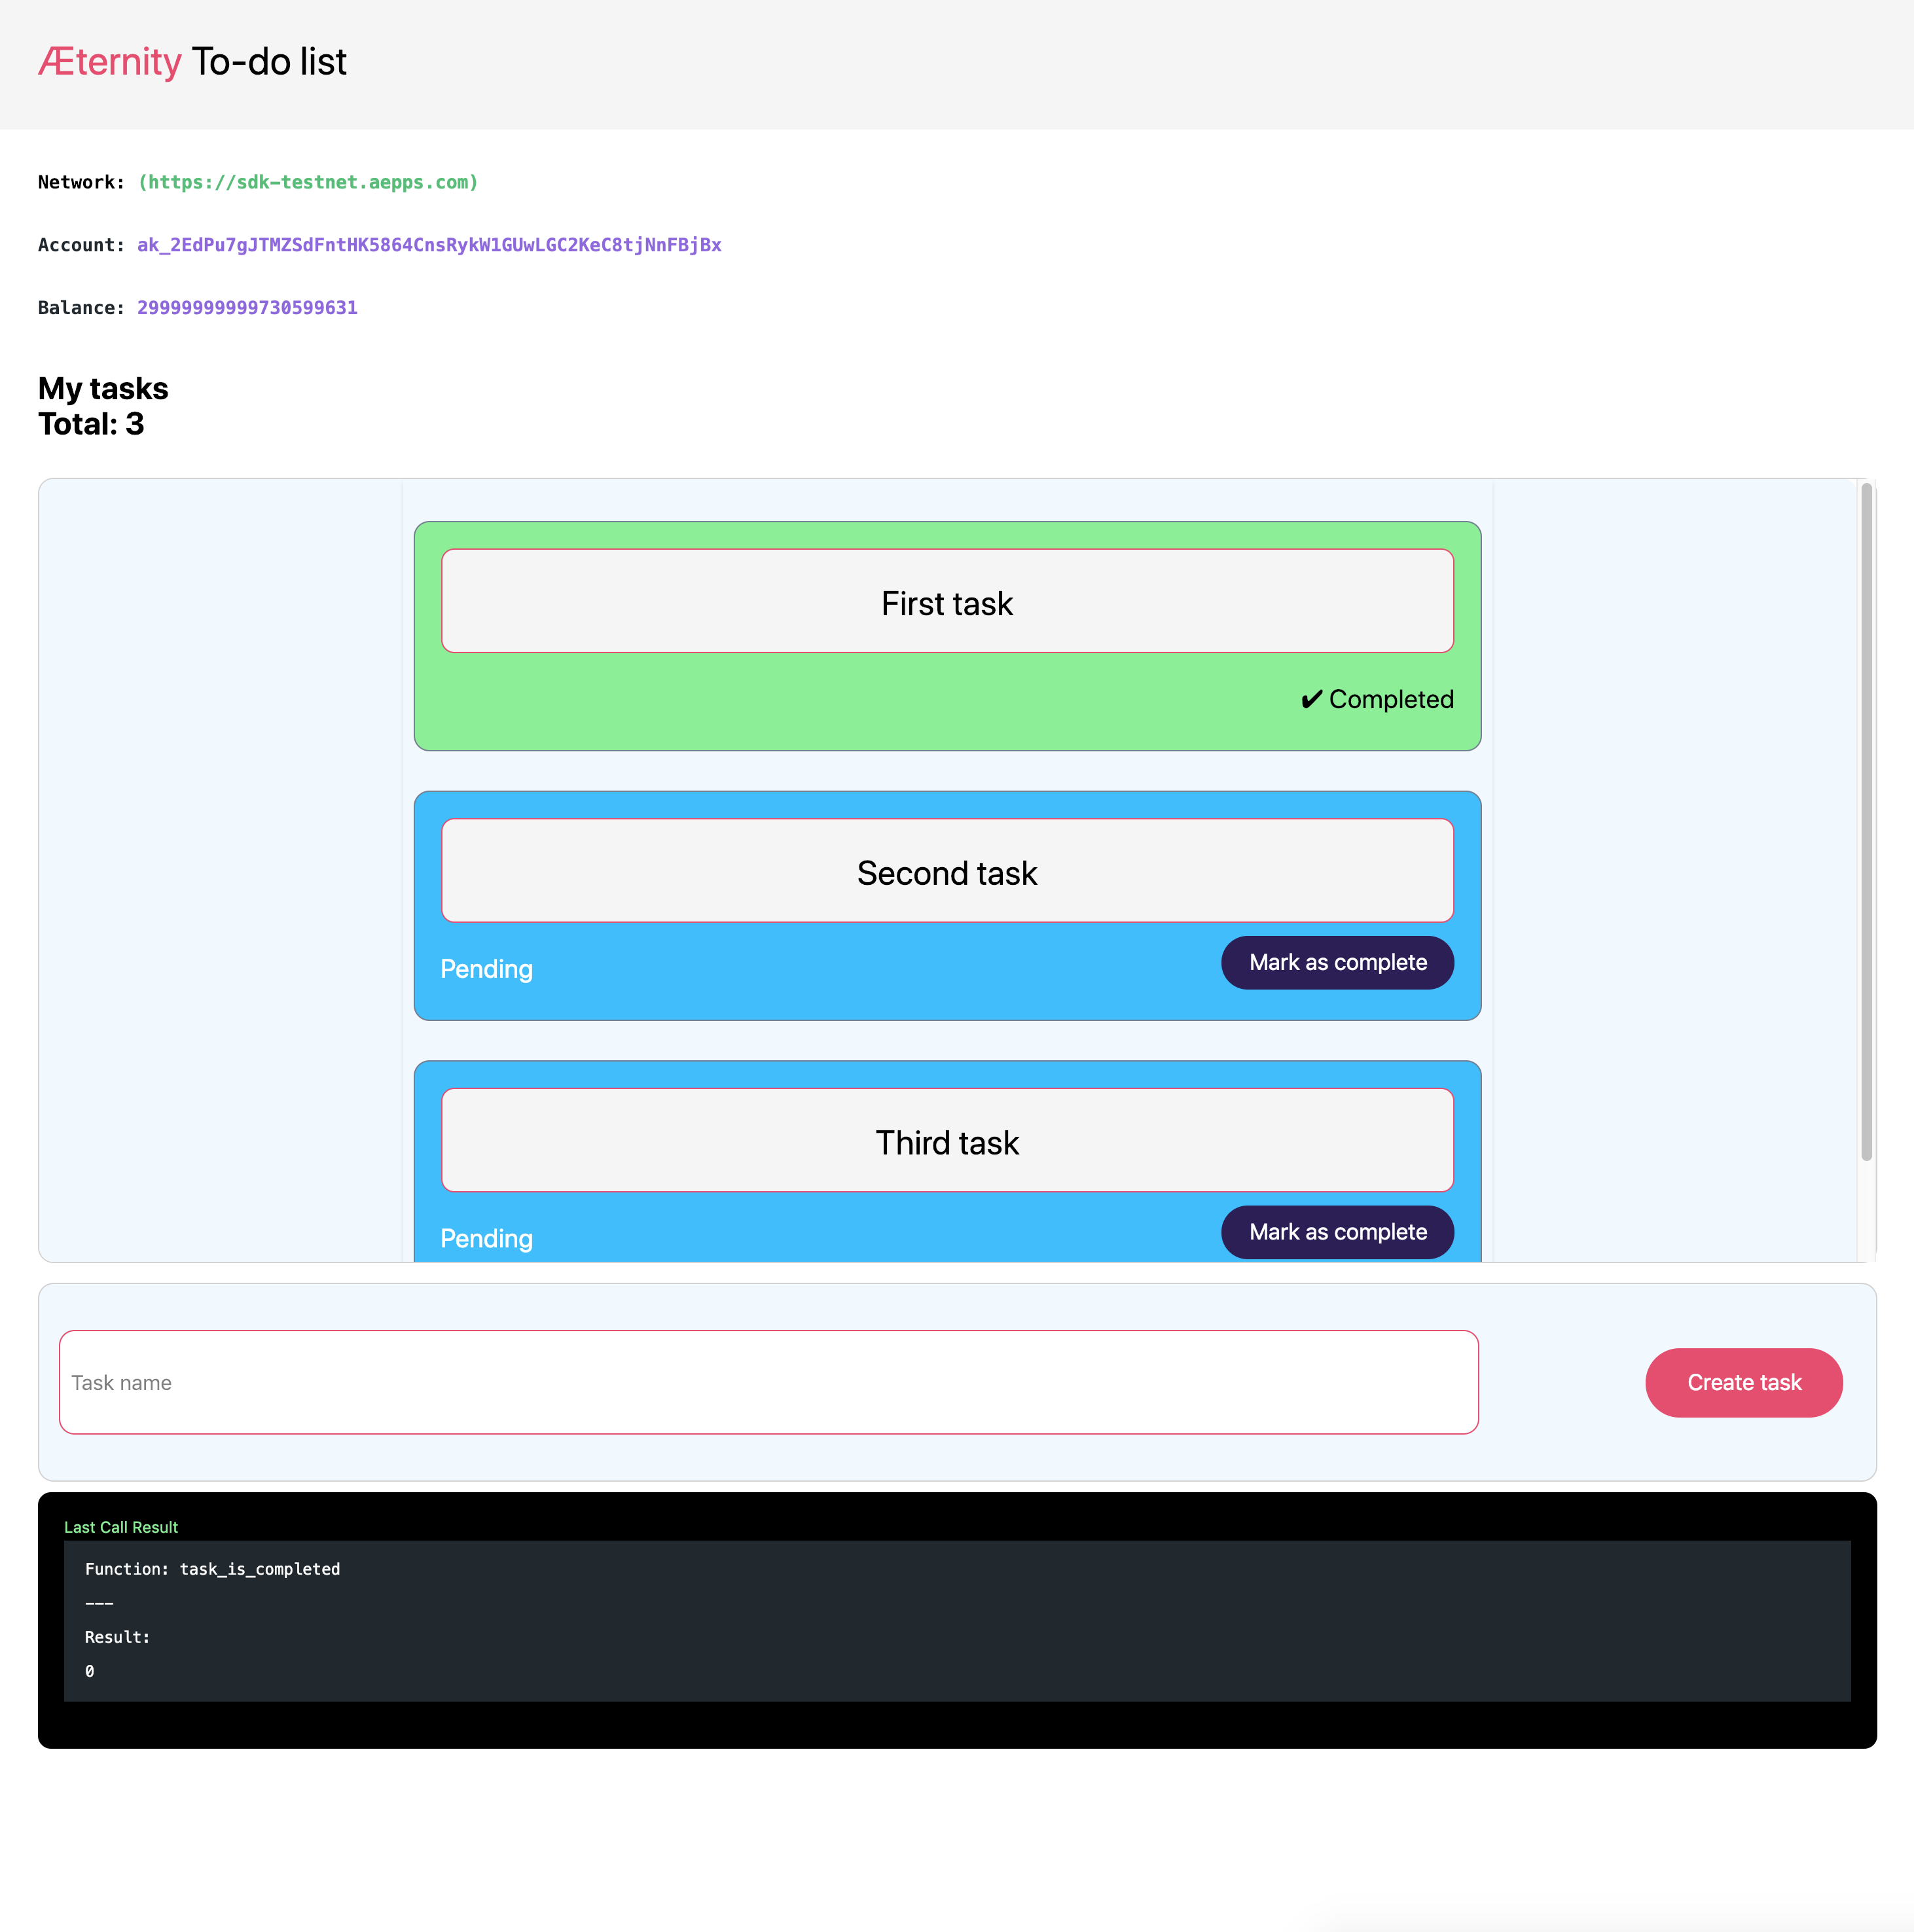 Æternity To-do list
Network: (https://sdk-testnet.aepps.com)
Account: ak_2EdPu7gJTMZSdFntHK5864CnsRykW1GUwLGC2KeC8tjNnFBjBx
Balance: 29999999999730599631
My tasks
Total: 3
First task
✔ Completed
Second task
Pending
Mark as complete
Third task
Pending
Mark as complete
Task name
Create task
Last Call Result
Function: task_is_completed
---
Result:
0